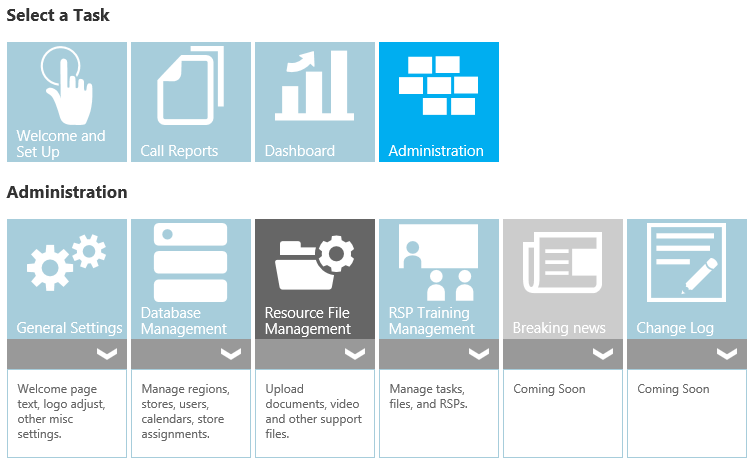 Select a Task
Welcome and
Set Up
Call Reports
Dashboard
Administration
Administration
General Settings
Database
Management
Resource File
Management
RSP Training
Management
Breaking news
Change Log
Welcome page
text, logo adjust,
other misc
settings.
Manage regions,
stores, users,
calendars, store
assignments.
Upload
documents, video
and other support
files.
Manage tasks,
files, and RSPs.
Coming Soon
Coming Soon